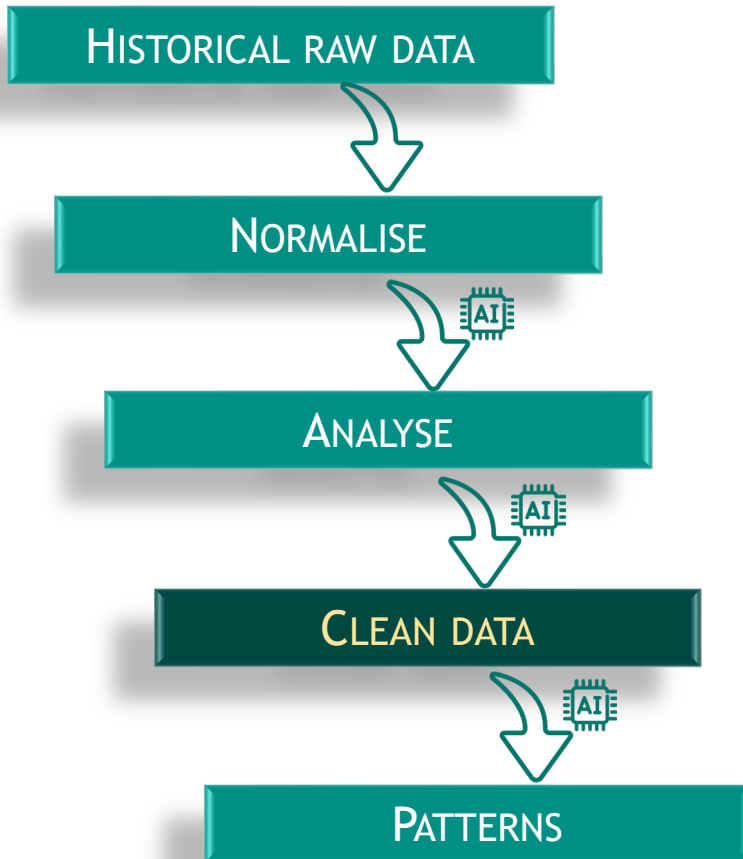 HISTORICAL RAW DATA
NORMALISE
AI
ANALYSE
AI
CLEAN DATA
AI
PATTERNS